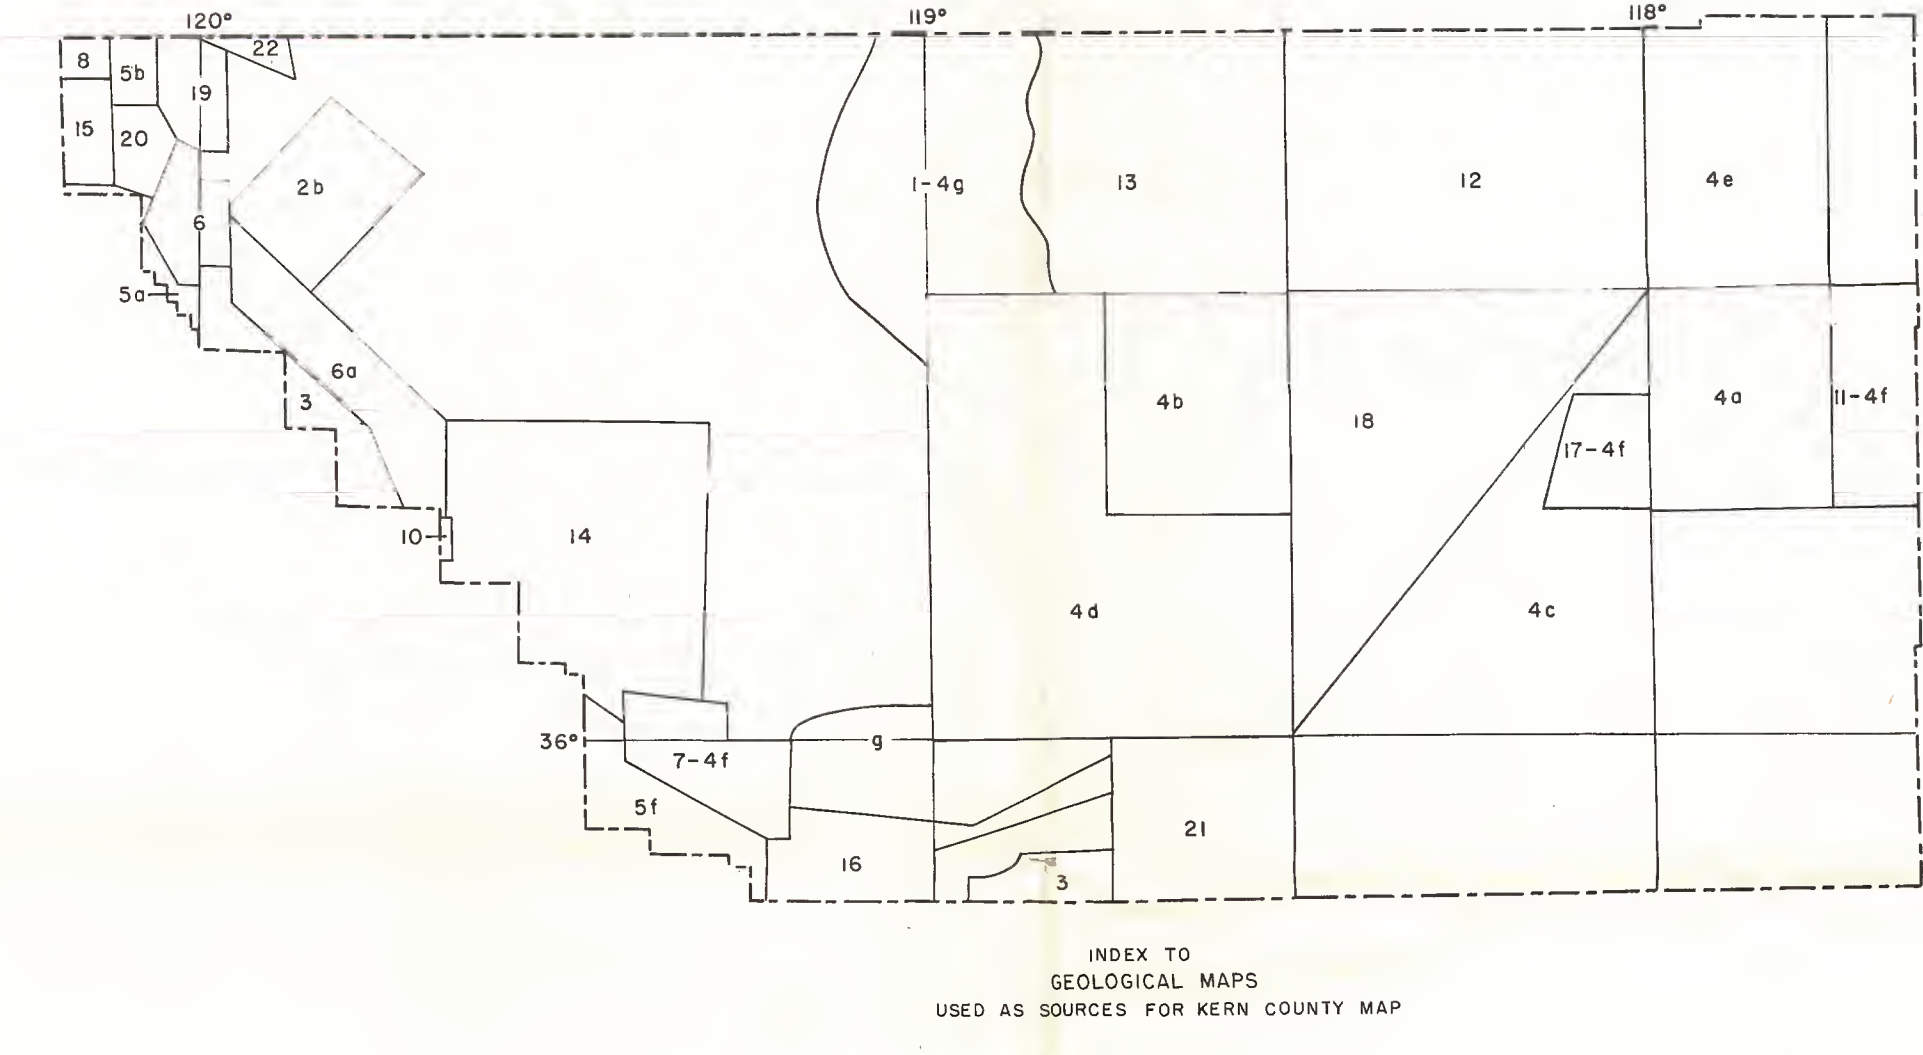 120°
119°
118°
8
5b
22
19
15
20
2b
1-4g
13
12
4e
6
5a
6a
3
4b
18
4a
11-4f
17-4f
10
14
4d
4c
36°
g
7-4f
5f
16
21
3
INDEX TO
GEOLOGICAL MAPS
USED AS SOURCES FOR KERN COUNTY MAP